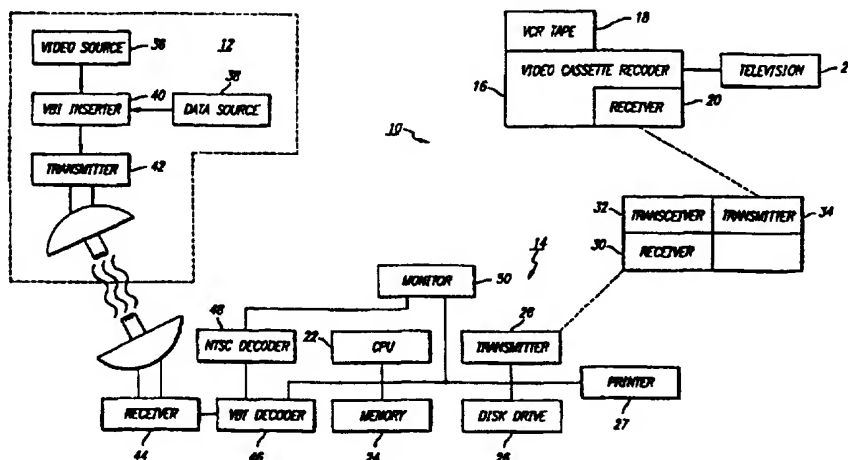 VIDEO SOURCE
36
12
38
VBI INSERTER
40
DATA SOURCE
TRANSMITTER
42
VCR TAPE
18
VIDEO CASSETTE RECODER
TELEVISION
2
16
RECEIVER
20
10
32
TRANSCEIVER
TRANSMITTER
34
30
RECEIVER
14
MONITOR
50
48
NTSC DECODER
22
CPU
28
TRANSMITTER
PRINTER
27
RECEIVER
44
VBI DECODER
46
MEMORY
24
DISK DRIVE
26